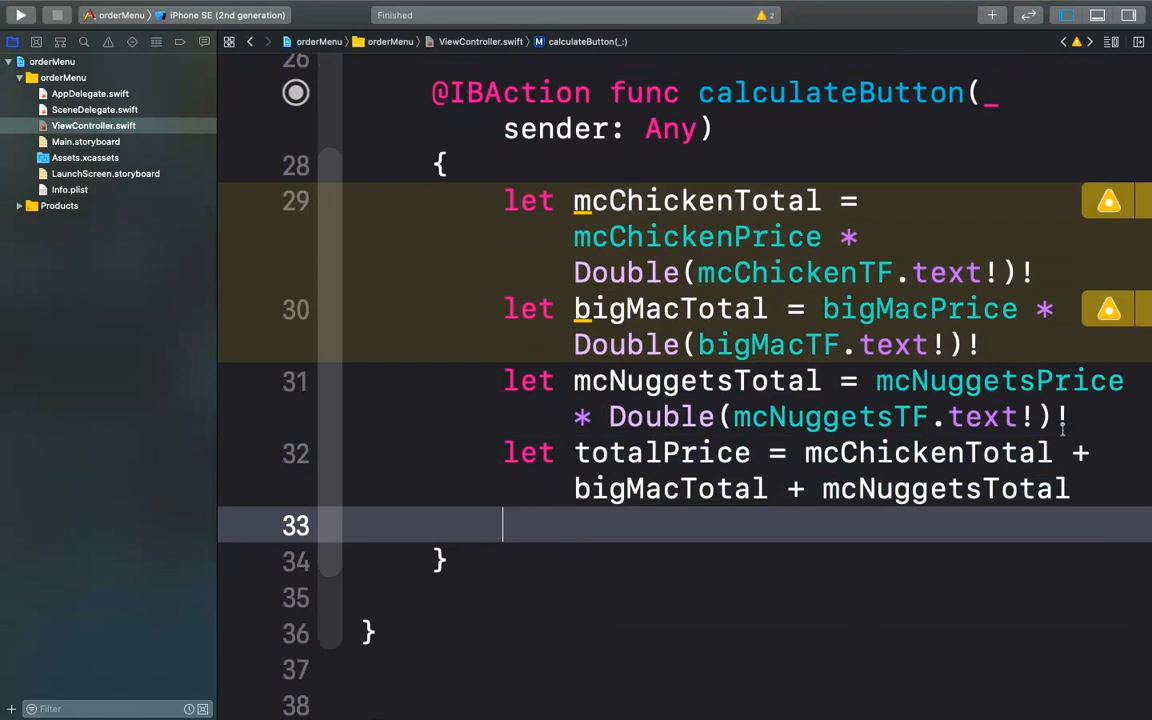 orderMenu › iPhone SE (2nd generation)
Finished
2
orderMenu › orderMenu › ViewController.swift › M calculateButton(_:)
orderMenu
orderMenu
AppDelegate.swift
SceneDelegate.swift
ViewController.swift
Main.storyboard
Assets.xcassets
LaunchScreen.storyboard
Info.plist
Products
Filter
26
@IBAction func calculateButton(_
sender: Any)
28 {
29 let mcChickenTotal =
mcChickenPrice *
Double(mcChickenTF.text!)!
30 let bigMacTotal = bigMacPrice *
Double(bigMacTF.text!)!
31 let mcNuggetsTotal = mcNuggetsPrice
* Double(mcNuggetsTF.text!)!
32 let totalPrice = mcChickenTotal +
bigMacTotal + mcNuggetsTotal
33
34 }
35
36 }
37
38